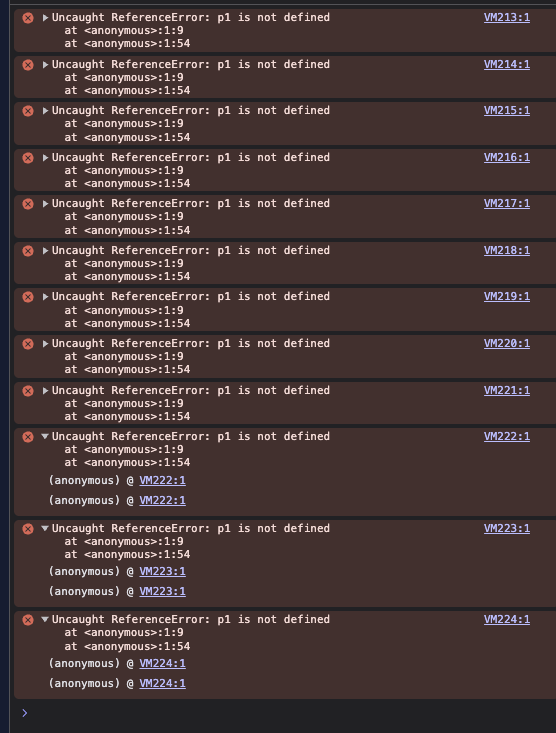 Uncaught ReferenceError: p1 is not defined VM213:1
at <anonymous>:1:9
at <anonymous>:1:54
Uncaught ReferenceError: p1 is not defined VM214:1
at <anonymous>:1:9
at <anonymous>:1:54
Uncaught ReferenceError: p1 is not defined VM215:1
at <anonymous>:1:9
at <anonymous>:1:54
Uncaught ReferenceError: p1 is not defined VM216:1
at <anonymous>:1:9
at <anonymous>:1:54
Uncaught ReferenceError: p1 is not defined VM217:1
at <anonymous>:1:9
at <anonymous>:1:54
Uncaught ReferenceError: p1 is not defined VM218:1
at <anonymous>:1:9
at <anonymous>:1:54
Uncaught ReferenceError: p1 is not defined VM219:1
at <anonymous>:1:9
at <anonymous>:1:54
Uncaught ReferenceError: p1 is not defined VM220:1
at <anonymous>:1:9
at <anonymous>:1:54
Uncaught ReferenceError: p1 is not defined VM221:1
at <anonymous>:1:9
at <anonymous>:1:54
Uncaught ReferenceError: p1 is not defined VM222:1
at <anonymous>:1:9
at <anonymous>:1:54
(anonymous) @ VM222:1
(anonymous) @ VM222:1
Uncaught ReferenceError: p1 is not defined VM223:1
at <anonymous>:1:9
at <anonymous>:1:54
(anonymous) @ VM223:1
(anonymous) @ VM223:1
Uncaught ReferenceError: p1 is not defined VM224:1
at <anonymous>:1:9
at <anonymous>:1:54
(anonymous) @ VM224:1
(anonymous) @ VM224:1